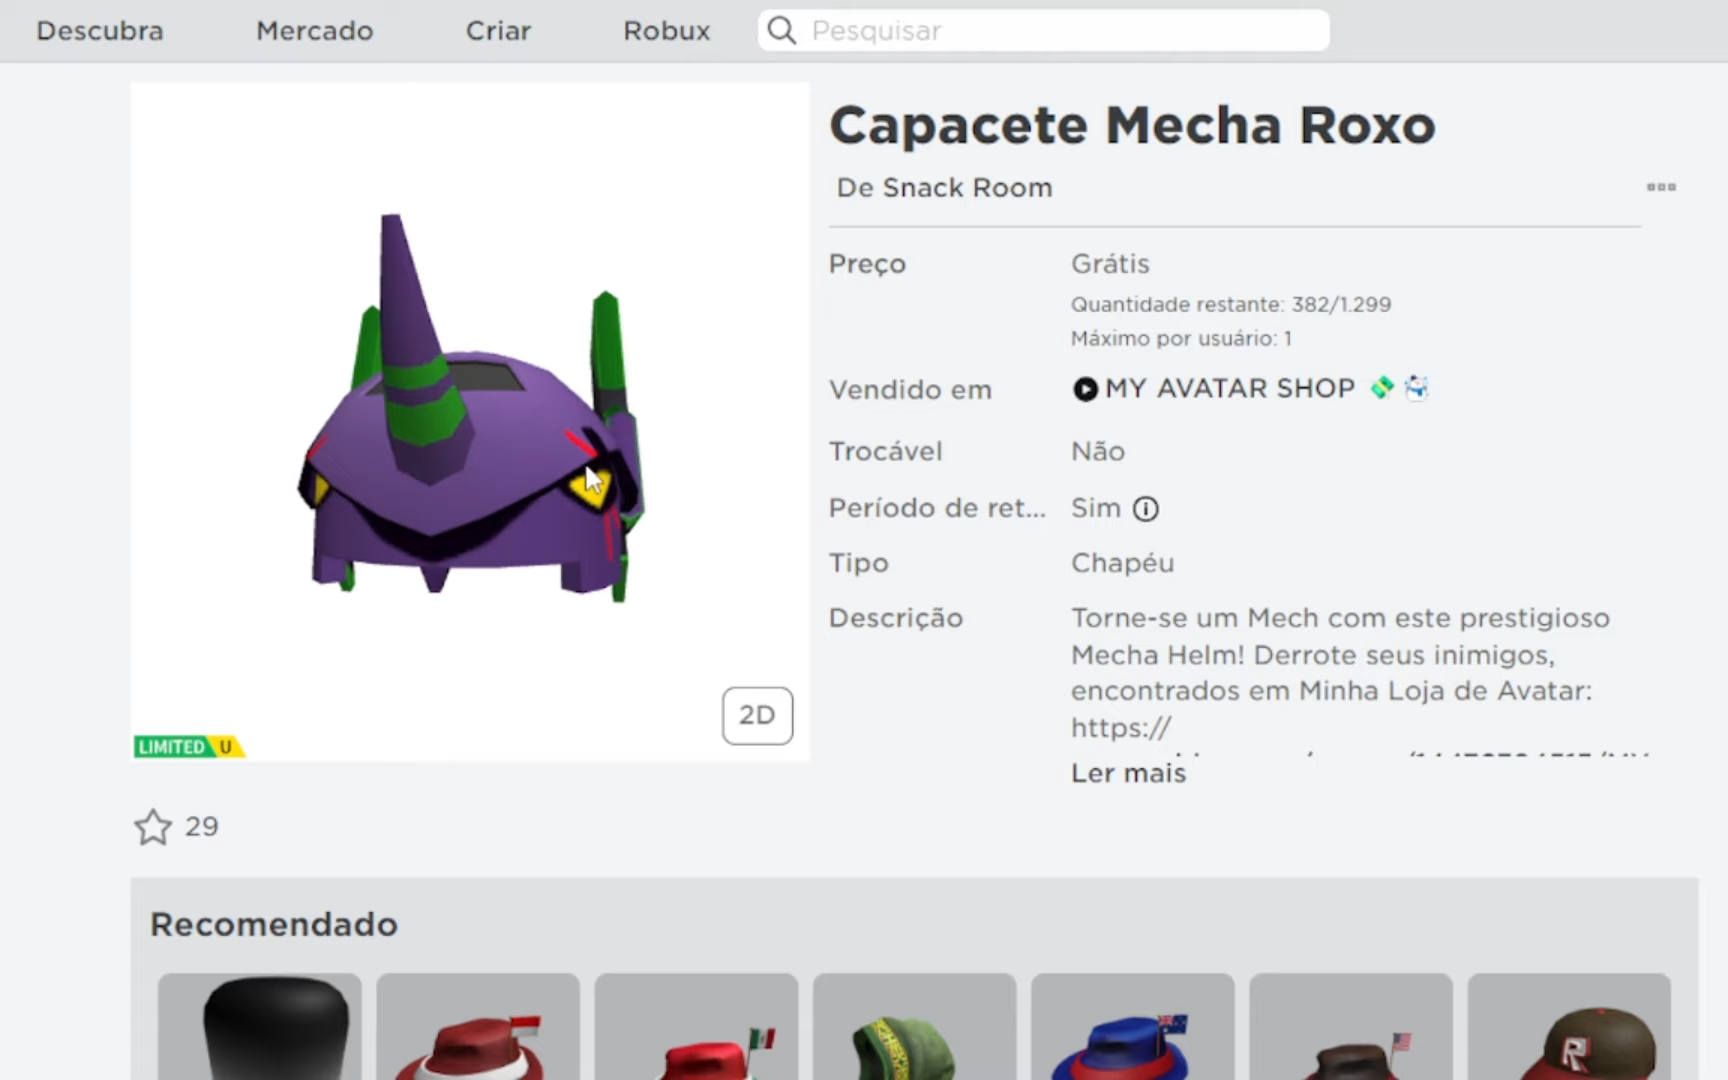 Descubra Mercado Criar Robux Pesquisar
Capacete Mecha Roxo
De Snack Room
Preço Grátis
Quantidade restante: 382/1.299
Máximo por usuário: 1
Vendido em MY AVATAR SHOP
Trocável Não
Período de ret... Sim
Tipo Chapéu
Descrição Torne-se um Mech com este prestigioso
Mecha Helm! Derrote seus inimigos,
encontrados em Minha Loja de Avatar:
https://
Ler mais
2D
LIMITED U
29
Recomendado
R